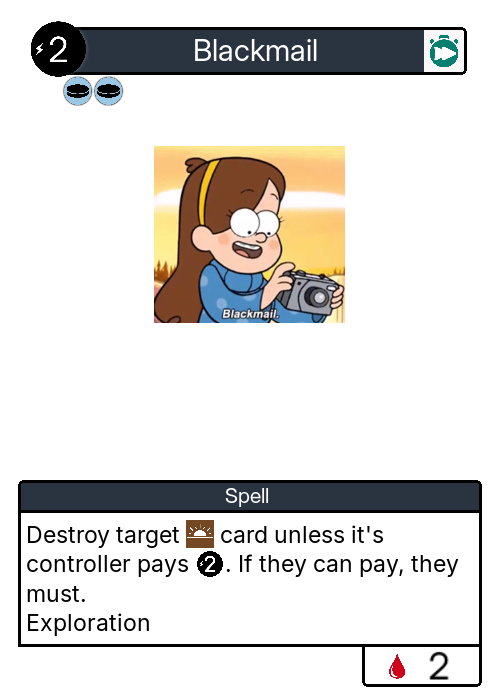 2
Blackmail
Blackmail.
Spell
Destroy target card unless it's
controller pays 2. If they can pay, they
must.
Exploration
2